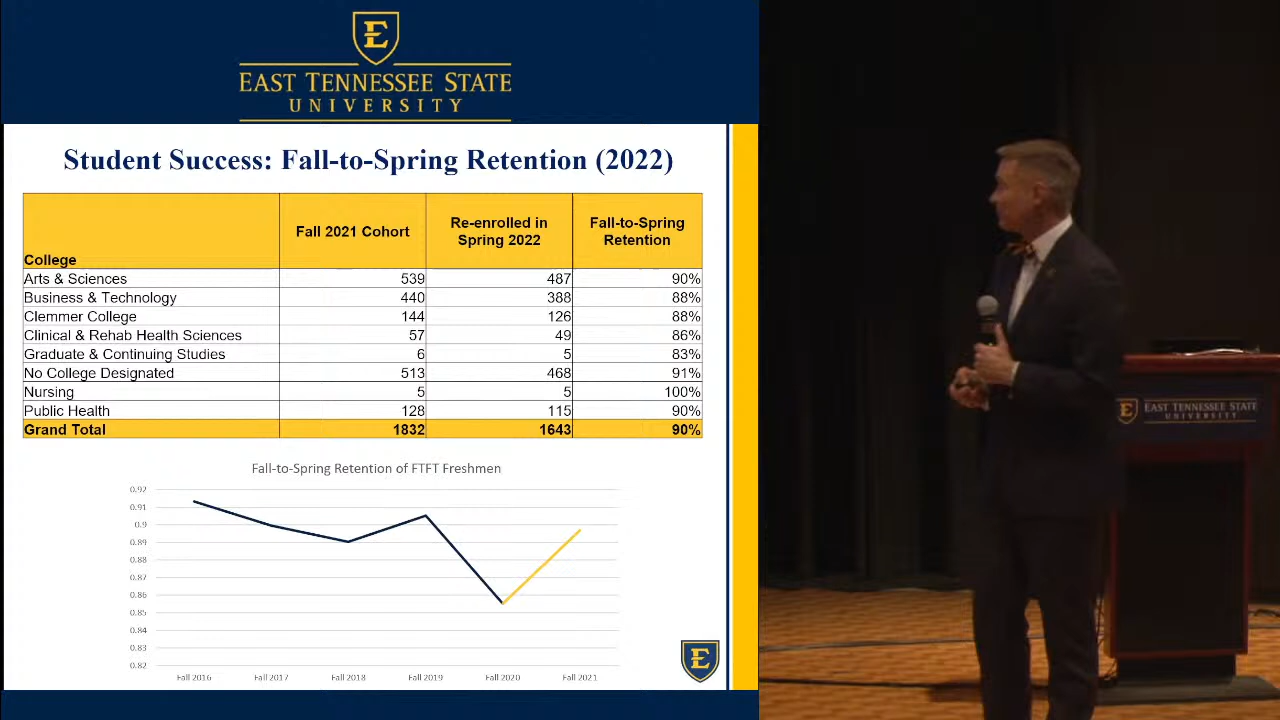 E
EAST TENNESSEE STATE
UNIVERSITY
Student Success: Fall-to-Spring Retention (2022)
College Fall 2021 Cohort Re-enrolled in Spring 2022 Fall-to-Spring Retention
Arts & Sciences 539 487 90%
Business & Technology 440 388 88%
Clemmer College 144 126 88%
Clinical & Rehab Health Sciences 57 49 86%
Graduate & Continuing Studies 6 5 83%
No College Designated 513 468 91%
Nursing 5 5 100%
Public Health 128 115 90%
Grand Total 1832 1643 90%
Fall-to-Spring Retention of FTFT Freshmen
0.92
0.91
0.9
0.89
0.88
0.87
0.86
0.85
0.84
0.83
0.82
Fall 2016 Fall 2017 Fall 2018 Fall 2019 Fall 2020 Fall 2021
E
E
EAST TENNESSEE STATE
UNIVERSITY